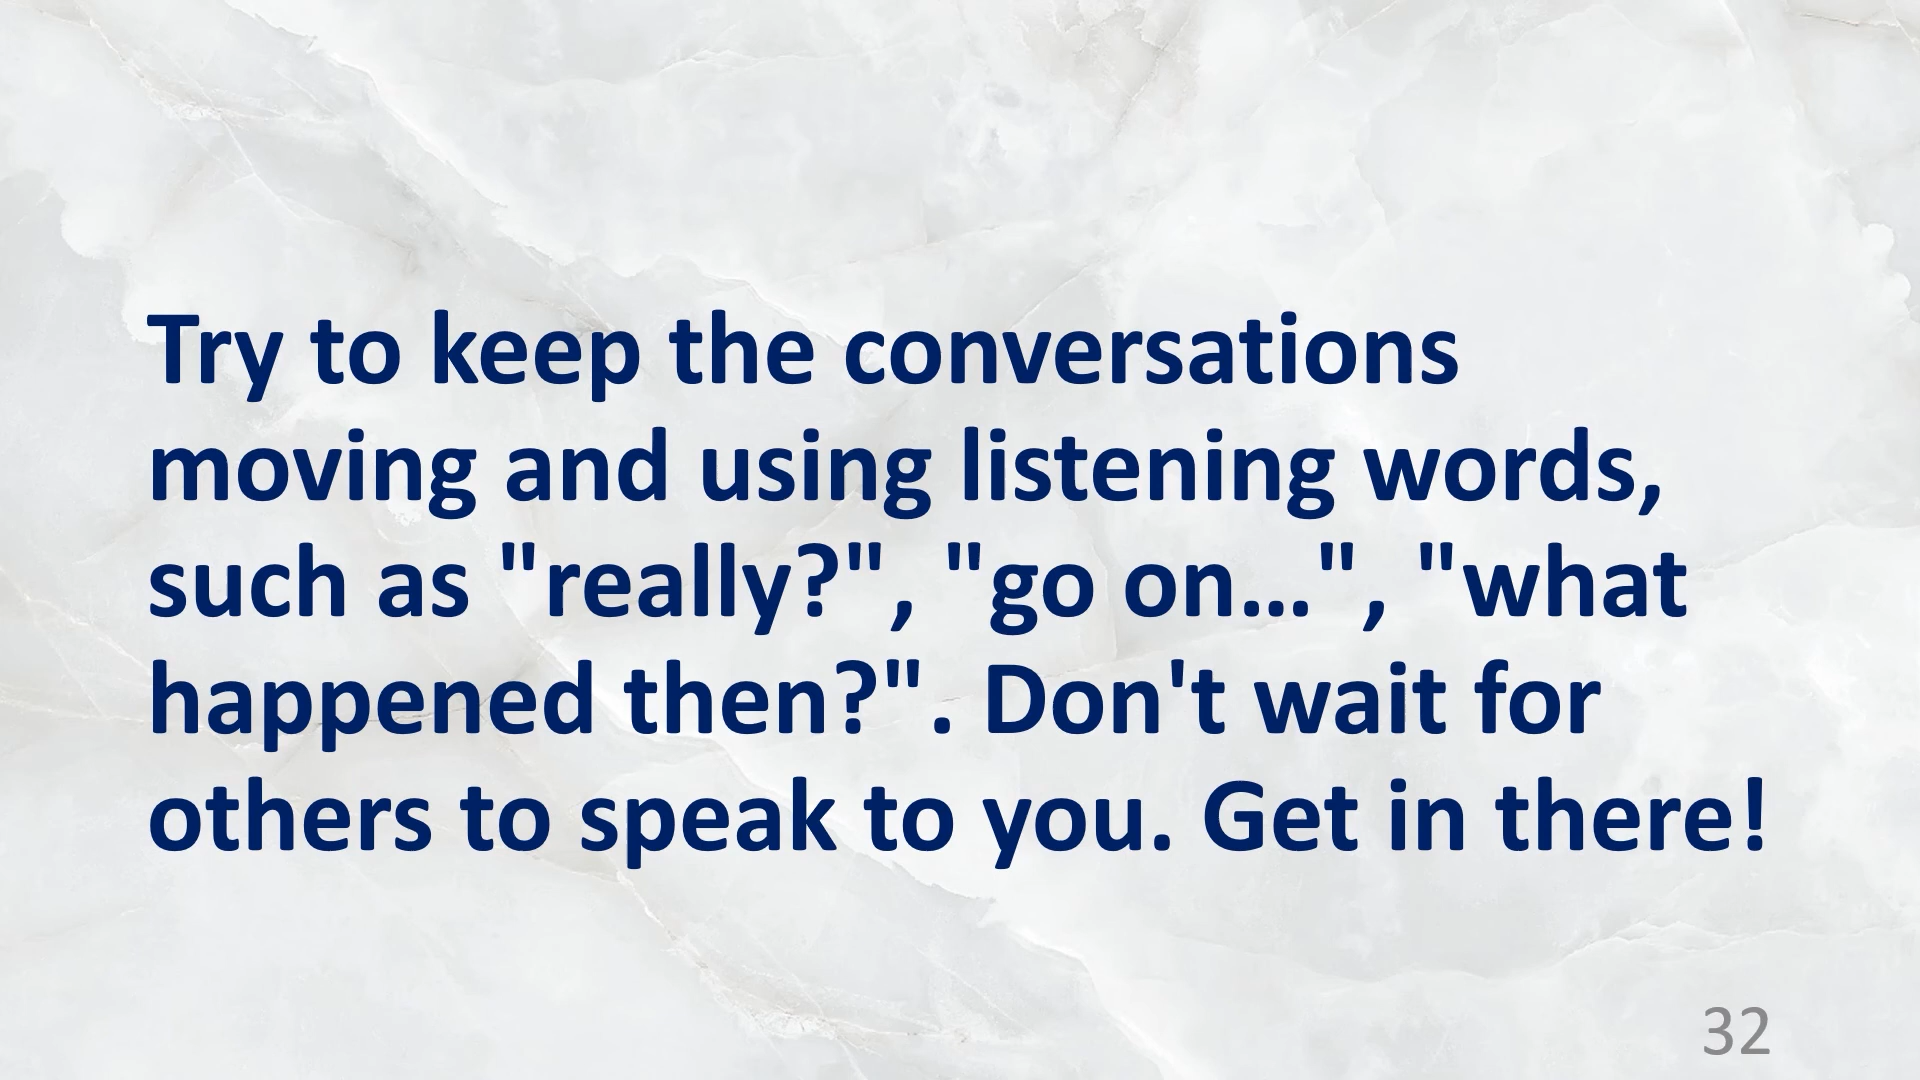 Try to keep the conversations
moving and using listening words,
such as "really?", "go on…", "what
happened then?". Don't wait for
others to speak to you. Get in there!
32